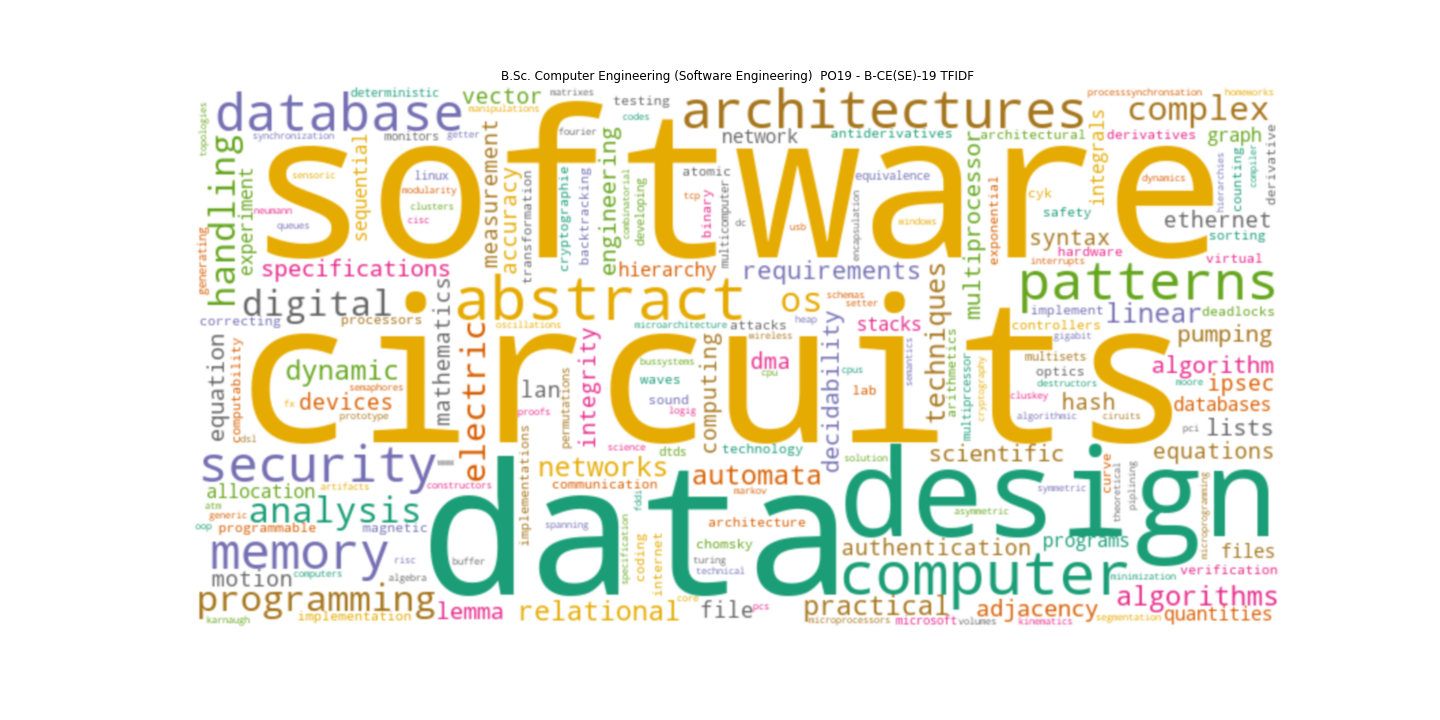 B.Sc. Computer Engineering (Software Engineering)  PO19 - B-CE(SE)-19 TFIDF
deterministic
vector
matrixes
manipulations
testing
codes
architectures
processsynchronsation
homeworks
complex
topologies
database
synchronization
monitors
getter
fourier
network
antiderivatives
architectural
derivatives
graph
handling
experiment
sensoric
sequential
linux
modularity
clusters
cisc
measurement
accuracy
transformation
cryptographie
backtracking
engineering
combinatorial
developing
atomic
tcp
binary
multicomputer
dc
usb
equivalence
encapsulation
windows
multiprocessor
exponential
cyk
safety
integrals
dynamics
hierarchies
counting
compiler
derivative
software
neumann
queues
ethernet
sorting
syntax
hardware
interrupts
virtual
generating
specifications
hierarchy
requirements
patterns
digital
abstract
os
schemas
setter
techniques
implement
linear
deadlocks
correcting
processors
mathematics
electric
oscillations
microarchitecture
attacks
heap
wireless
decidability
stacks
controllers
gigabit
pumping
equation
computability
dynamic
semaphores
fx
devices
prototype
circuits
lan
proofs
permutations
integrity
bussystems
waves
sound
logig
computing
dma
cpu
cpus
lab
semantics
arithmetics
multiprcessor
cryptography
multisets
optics
destructors
cluskey
hash
algorithmic
ciruits
moore
algorithm
ipsec
databases
pci
lists
udsl
security
constructors
implementations
networks
science
communication
dtds
technology
automata
markov
solution
scientific
equations
allocation
artifacts
atm
generic
analysis
oop
programmable
magnetic
data
spanning
fddi
architecture
design
symmetric
asymmetric
curve
theoretical
piplining
microprogramming
memory
risc
buffer
specification
coding
internet
chomsky
turing
technical
authentication
programs
files
verification
motion
computers
algebra
computer
minimization
programming
karnaugh
implementation
lemma
relational
core
file
pcs
practical
microprocessors
microsoft
volumes
adjacency
kinematics
segmentation
algorithms
quantities